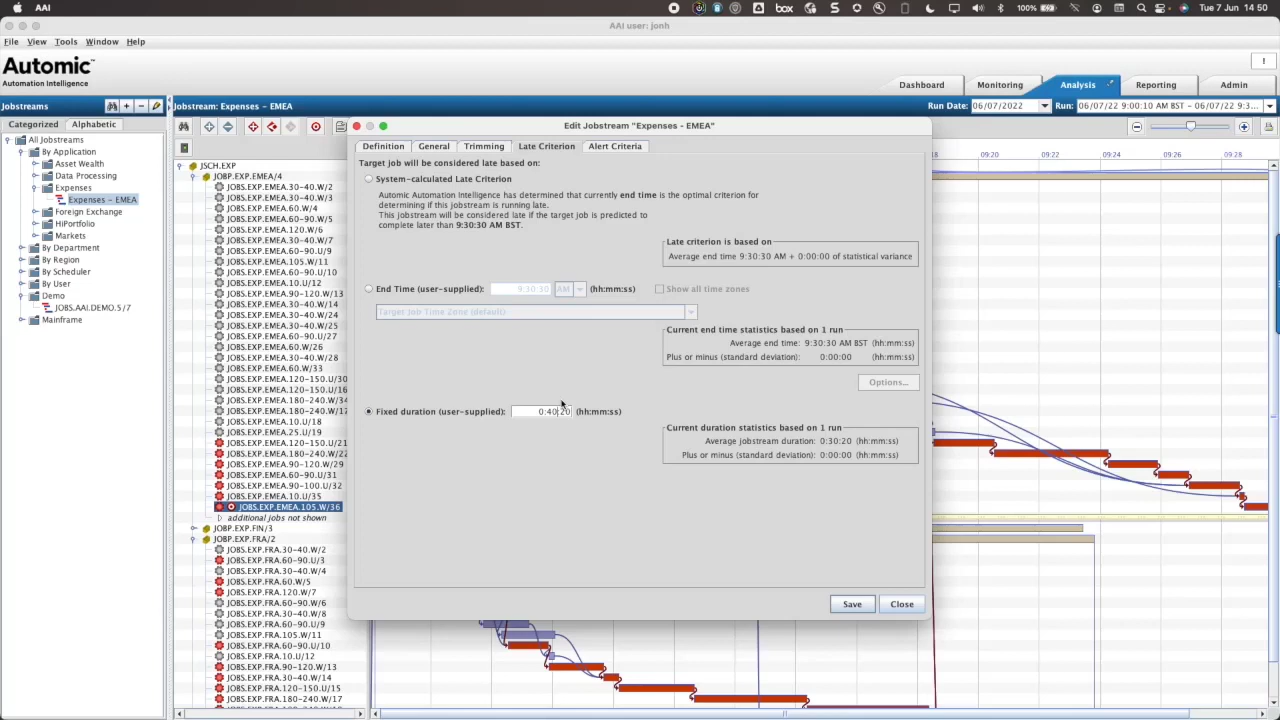 AAI
100%
Tue 7 Jun 14 50
AAI user: jonh
File View Tools Window Help
Automic™
Automation Intelligence
!
Dashboard Monitoring Analysis Reporting Admin
Jobstreams
Jobstream: Expenses - EMEA
Run Date: 06/07/2022 Run: 06/07/22 9:00:10 AM BST - 06/07/22 9:3...
Categorized Alphabetic
All Jobstreams
By Application
Asset Wealth
Data Processing
Expenses
Expenses - EMEA
Foreign Exchange
HiPortfolio
Markets
By Department
By Region
By Scheduler
By User
Demo
JOBS.AAI.DEMO.5/7
Mainframe
JSCH.EXP
JOBP.EXP.EMEA/4
JOBS.EXP.EMEA.30-40.W/2
JOBS.EXP.EMEA.30-40.W/3
JOBS.EXP.EMEA.60.W/4
JOBS.EXP.EMEA.60-90.W/5
JOBS.EXP.EMEA.120.W/6
JOBS.EXP.EMEA.30-40.W/7
JOBS.EXP.EMEA.60-90.U/9
JOBS.EXP.EMEA.105.W/11
JOBS.EXP.EMEA.60-90.U/10
JOBS.EXP.EMEA.10.U/12
JOBS.EXP.EMEA.90-120.W/13
JOBS.EXP.EMEA.30-40.W/14
JOBS.EXP.EMEA.30-40.W/24
JOBS.EXP.EMEA.30-40.W/25
JOBS.EXP.EMEA.60-90.U/27
JOBS.EXP.EMEA.60.W/26
JOBS.EXP.EMEA.30-40.W/28
JOBS.EXP.EMEA.60.W/33
JOBS.EXP.EMEA.120-150.U/30
JOBS.EXP.EMEA.120-150.U/16
JOBS.EXP.EMEA.180-240.U/34
JOBS.EXP.EMEA.180-240.W/17
JOBS.EXP.EMEA.10.U/18
JOBS.EXP.EMEA.25.U/19
JOBS.EXP.EMEA.120-150.U/21
JOBS.EXP.EMEA.180-240.W/22
JOBS.EXP.EMEA.90-120.W/29
JOBS.EXP.EMEA.60-90.U/31
JOBS.EXP.EMEA.90-100.U/32
JOBS.EXP.EMEA.10.U/35
JOBS.EXP.EMEA.105.W/36
additional jobs not shown
JOBP.EXP.FIN/3
JOBP.EXP.FRA/2
JOBS.EXP.FRA.30-40.W/2
JOBS.EXP.FRA.60-90.U/3
JOBS.EXP.FRA.30-40.W/4
JOBS.EXP.FRA.60.W/5
JOBS.EXP.FRA.120.W/7
JOBS.EXP.FRA.60-90.W/6
JOBS.EXP.FRA.30-40.W/8
JOBS.EXP.FRA.60-90.U/9
JOBS.EXP.FRA.105.W/11
JOBS.EXP.FRA.60-90.U/10
JOBS.EXP.FRA.10.U/12
JOBS.EXP.FRA.90-120.W/13
JOBS.EXP.FRA.30-40.W/14
JOBS.EXP.FRA.120-150.U/15
JOBS.EXP.FRA.180-240.W/17
:18 09:20 09:22 09:24 09:26 09:28
Edit Jobstream "Expenses - EMEA"
Definition General Trimming Late Criterion Alert Criteria
Target job will be considered late based on:
System-calculated Late Criterion
Automic Automation Intelligence has determined that currently end time is the optimal criterion for
determining if this jobstream is running late.
This jobstream will be considered late if the target job is predicted to
complete later than 9:30:30 AM BST.
Late criterion is based on
Average end time 9:30:30 AM + 0:00:00 of statistical variance
End Time (user-supplied): 9:30:30 AM (hh:mm:ss) Show all time zones
Target Job Time Zone (default)
Current end time statistics based on 1 run
Average end time: 9:30:30 AM BST (hh:mm:ss)
Plus or minus (standard deviation): 0:00:00 (hh:mm:ss)
Options...
Fixed duration (user-supplied): 0:40:20 (hh:mm:ss)
Current duration statistics based on 1 run
Average jobstream duration: 0:30:20 (hh:mm:ss)
Plus or minus (standard deviation): 0:00:00 (hh:mm:ss)
Save Close